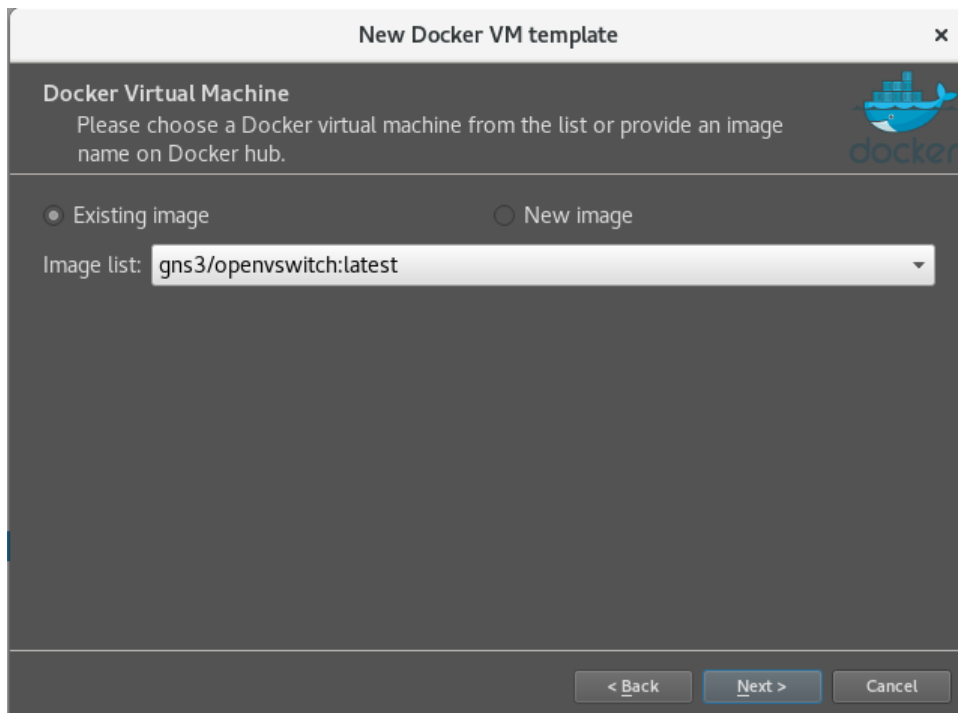 New Docker VM template
Docker Virtual Machine
Please choose a Docker virtual machine from the list or provide an image
name on Docker hub.
docker
Existing image
New image
Image list: gns3/openvswitch:latest
< Back
Next >
Cancel